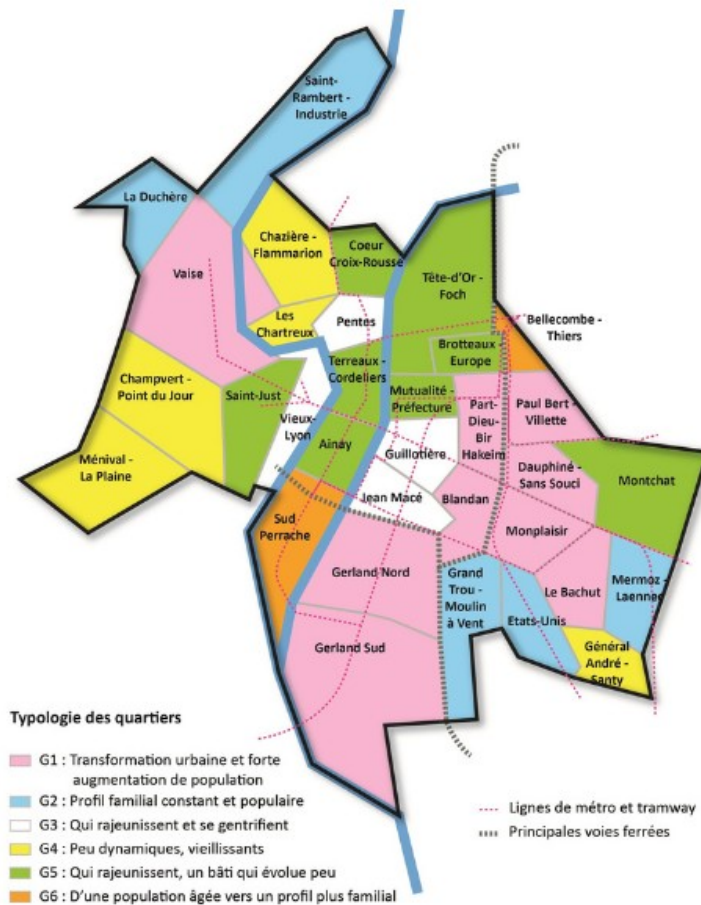 Saint-
Rambert -
Industrie
La Duchère
Chazière -
Flammarion
Coeur
Croix-Rousse
Tête-d'Or -
Foch
Vaise
Les
Chartreux
Pentes
Bellecombe -
Thiers
Brotteaux
Europe
Terreaux -
Cordeliers
Champvert -
Point du Jour
Saint-Just
Mutualité -
Préfecture
Part-
Dieu-
Bir
Hakeim
Paul Bert -
Villette
Vieux-
Lyon
Ainay
Guillotière
Ménival -
La Plaine
Dauphiné -
Sans Souci
Montchat
Jean Macé
Blandan
Sud
Perrache
Monplaisir
Gerland Nord
Grand
Trou -
Moulin
à Vent
Le Bachut
Mermoz -
Laennec
Etats-Unis
Gerland Sud
Général
André -
Santy
Typologie des quartiers
G1 : Transformation urbaine et forte
augmentation de population
G2 : Profil familial constant et populaire
G3 : Qui rajeunissent et se gentrifient
G4 : Peu dynamiques, vieillissants
G5 : Qui rajeunissent, un bâti qui évolue peu
G6 : D'une population âgée vers un profil plus familial
Lignes de métro et tramway
Principales voies ferrées